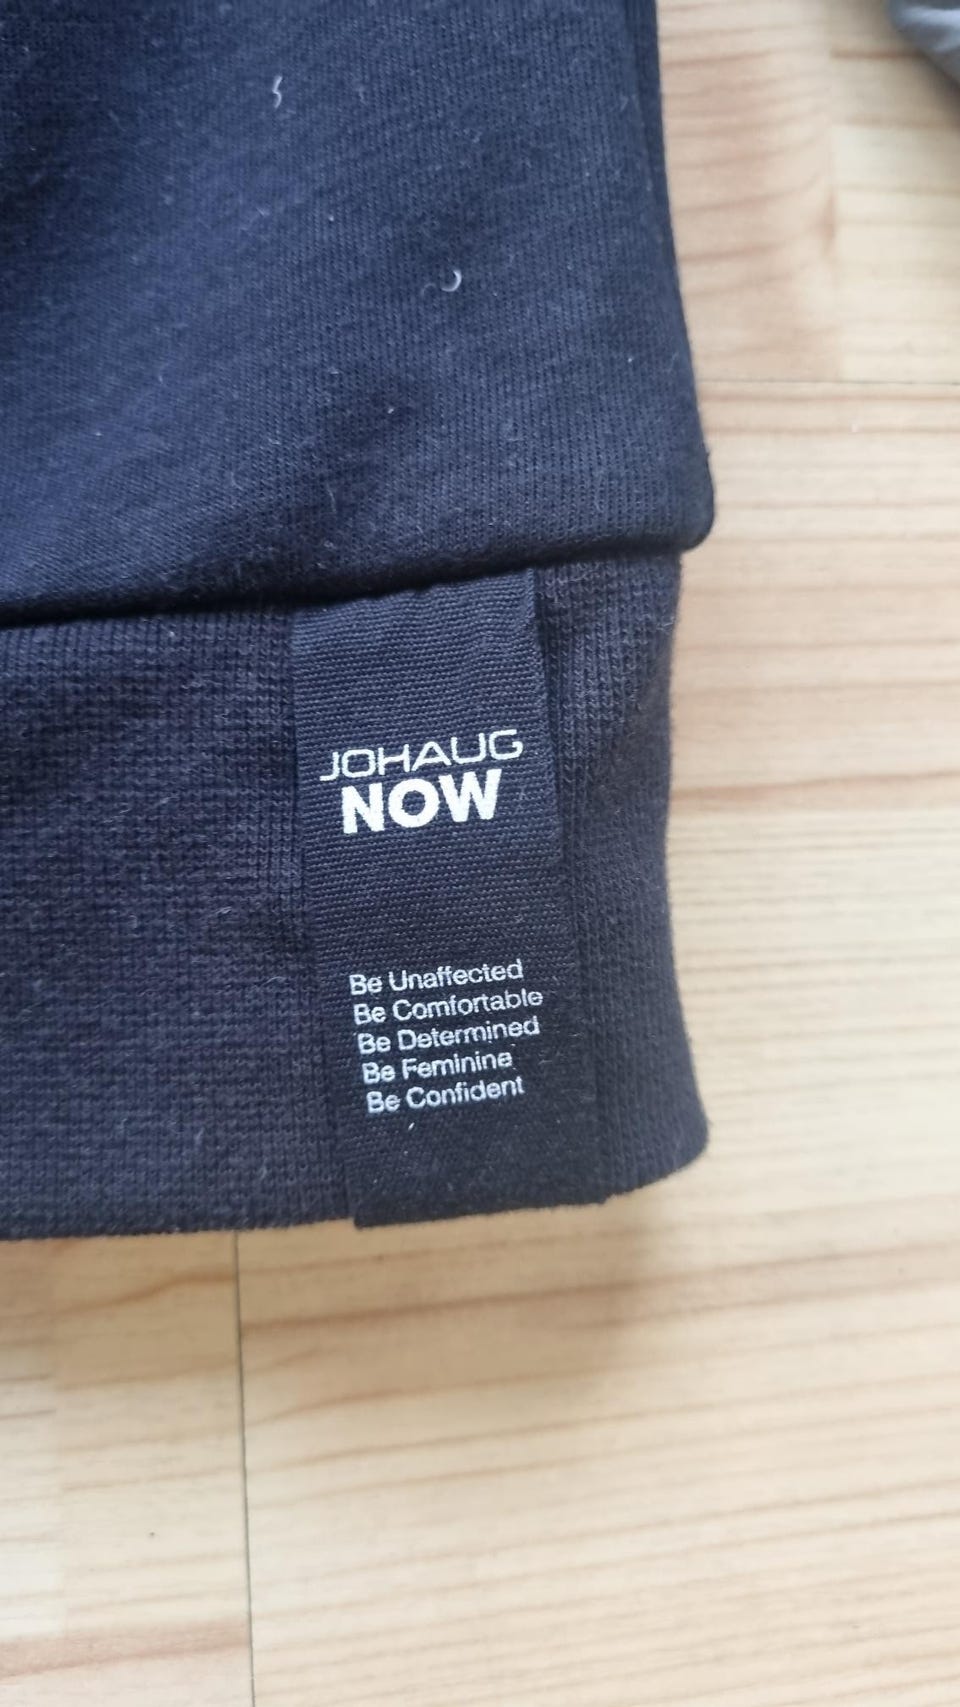 JOHAUG
NOW
Be Unaffected
Be Comfortable
Be Determined
Be Feminine
Be Confident